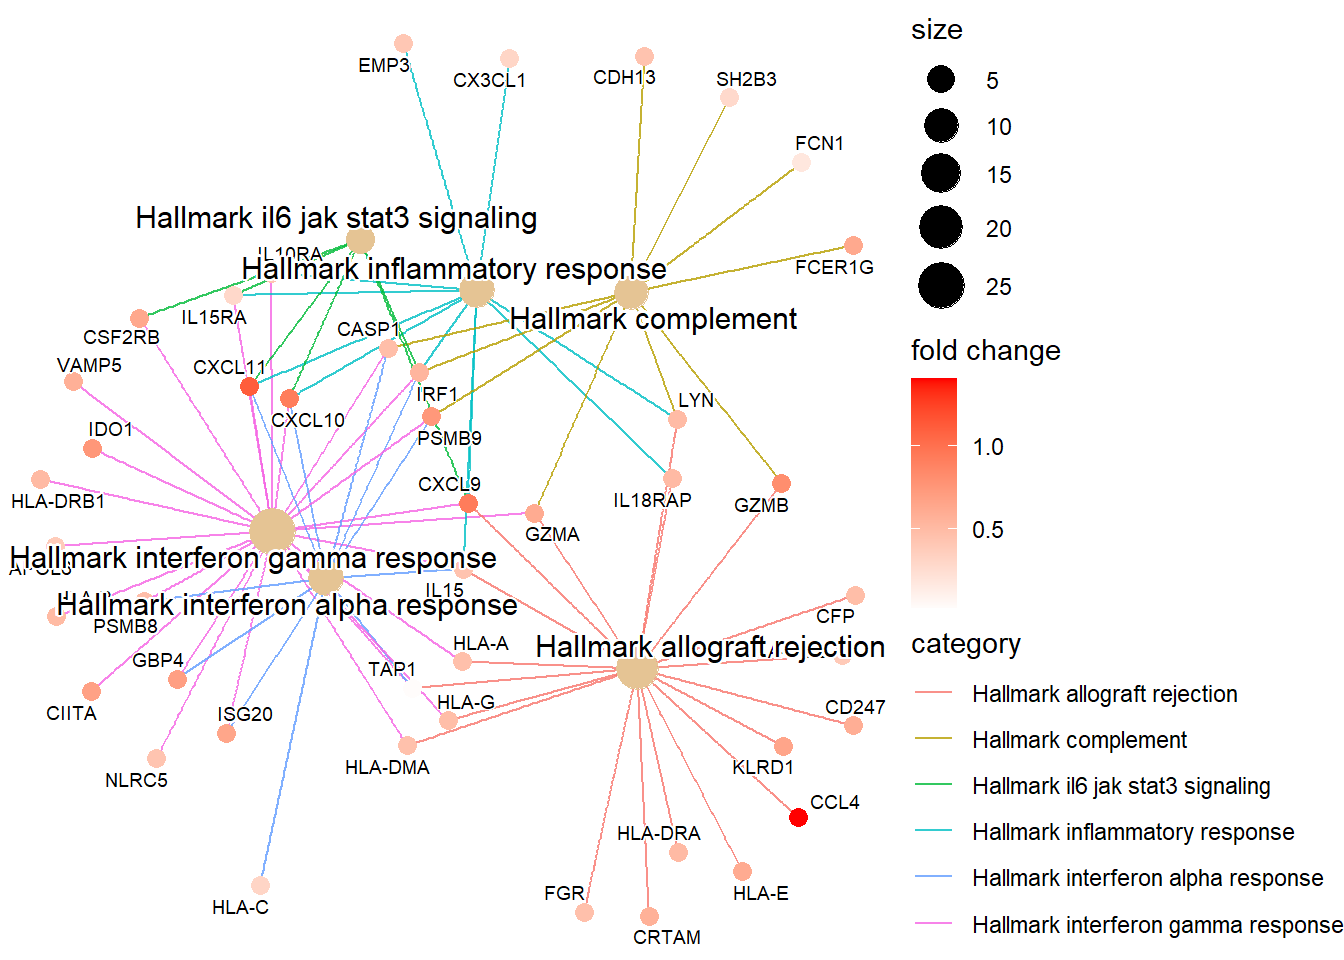 size
5
10
15
20
25
fold change
1.0
0.5
category
Hallmark allograft rejection
Hallmark complement
Hallmark il6 jak stat3 signaling
Hallmark inflammatory response
Hallmark interferon alpha response
Hallmark interferon gamma response
EMP3
CX3CL1
CDH13
SH2B3
FCN1
Hallmark il6 jak stat3 signaling
IL10RA
Hallmark inflammatory response
FCER1G
IL15RA
Hallmark complement
CSF2RB
CASP1
VAMP5
CXCL11
IRF1
LYN
CXCL10
IDO1
PSMB9
CXCL9
HLA-DRB1
IL18RAP
GZMB
GZMA
Hallmark interferon gamma response
IL15
Hallmark interferon alpha response
PSMB8
CFP
HLA-A
Hallmark allograft rejection
GBP4
TAP1
HLA-G
CIITA
ISG20
CD247
HLA-DMA
KLRD1
NLRC5
CCL4
HLA-DRA
FGR
HLA-E
HLA-C
CRTAM